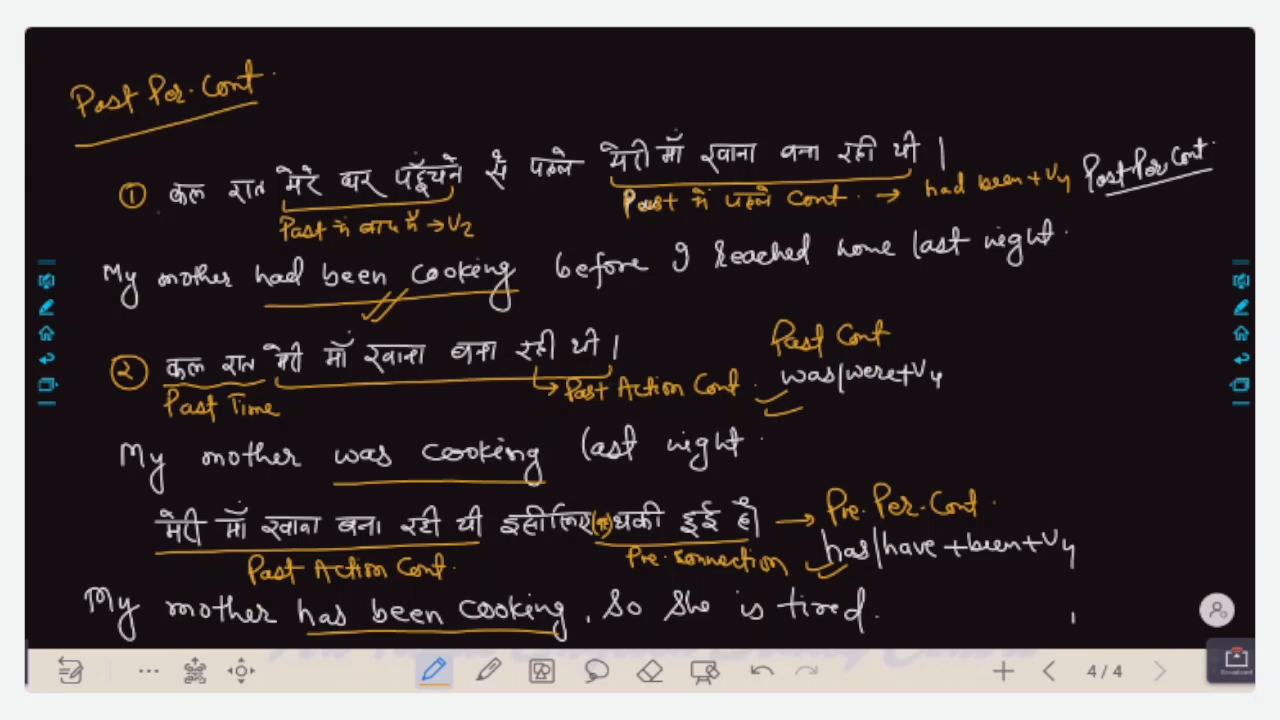 Past Per. Cont.
① कल रात मेरे घर पहुँचने से पहले मेरी माँ खाना बना रही थी।
Past में बाद में → V2
Past में पहले Cont. → had been + V4
Past Per Cont.
My mother had been cooking before I reached home last night.
② कल रात मेरी माँ खाना बना रही थी।
Past Time
→ Past Action Cont.
Past Cont
was/were+V4
My mother was cooking last night.
मेरी माँ खाना बना रही थी इसीलिए थकी हुई है। → Pre. Per. Cont.
Past Action Cont.
Pre. Connection
has/have + been + V4
My mother has been cooking, so she is tired.
4 / 4